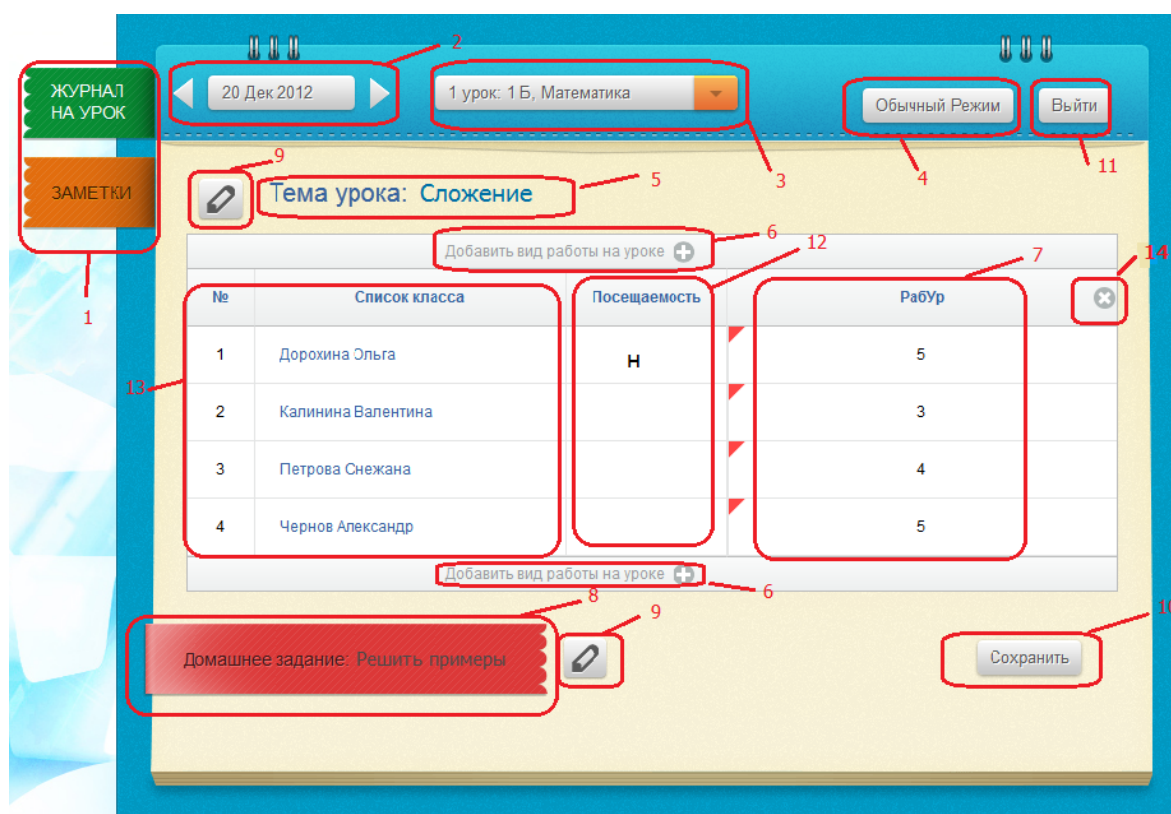 2
ЖУРНАЛ
НА УРОК
20 Дек 2012
1 урок: 1 Б, Математика
Обычный Режим
Выйти
9
5
3
4
11
ЗАМЕТКИ
Тема урока: Сложение
6
12
7
14
Добавить вид работы на уроке
1
№ Список класса Посещаемость РабУр
13
1 Дорохина Ольга Н 5
2 Калинина Валентина 3
3 Петрова Снежана 4
4 Чернов Александр 5
Добавить вид работы на уроке
6
8
9
10
Домашнее задание: Решить примеры
Сохранить